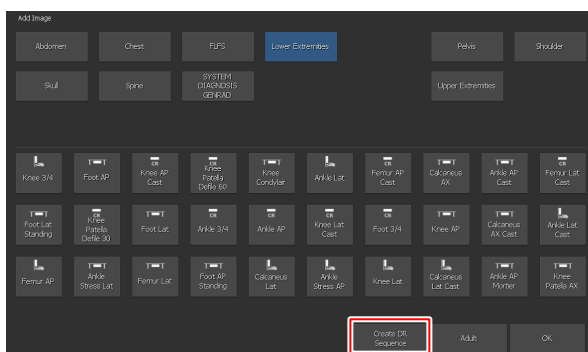 Add Image
Abdomen
Chest
FLFS
Lower Extremities
Pelvis
Shoulder
Skull
Spine
SYSTEM
DIAGNOSIS
GENRAD
Upper Extremities
Knee 3/4
Foot AP
CR
Knee AP
Cast
CR
Knee
Patella
Defile 60
Knee
Condylair
Ankle Lat
CR
Femur AP
Cast
Calcaneus
AX
Ankle AP
Cast
CR
Femur Lat
Cast
Foot Lat
Standing
CR
Knee
Patella
Defile 30
Foot Lat
CR
Ankle 3/4
CR
Ankle AP
CR
Knee Lat
Cast
CR
Foot 3/4
Knee AP
Calcaneus
AX Cast
Ankle Lat
Cast
Femur AP
Ankle
Stress Lat
Femur Lat
Foot AP
Standing
Calcaneus
Lat
Ankle
Stress AP
Knee Lat
Calcaneus
Lat Cast
Ankle AP
Mortier
Knee
Patella AX
Create DR
Sequence
Adult
OK